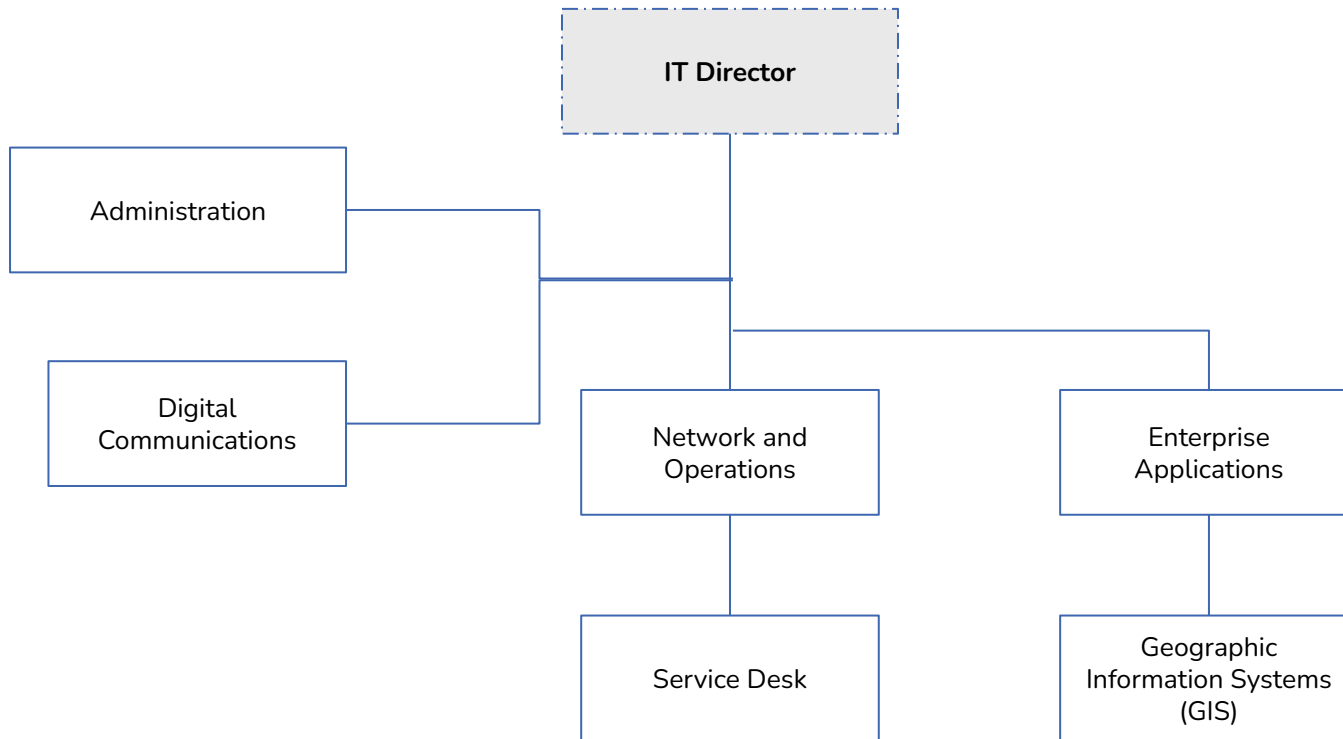 IT Director
Administration
Digital
Communications
Network and
Operations
Enterprise
Applications
Service Desk
Geographic
Information Systems
(GIS)